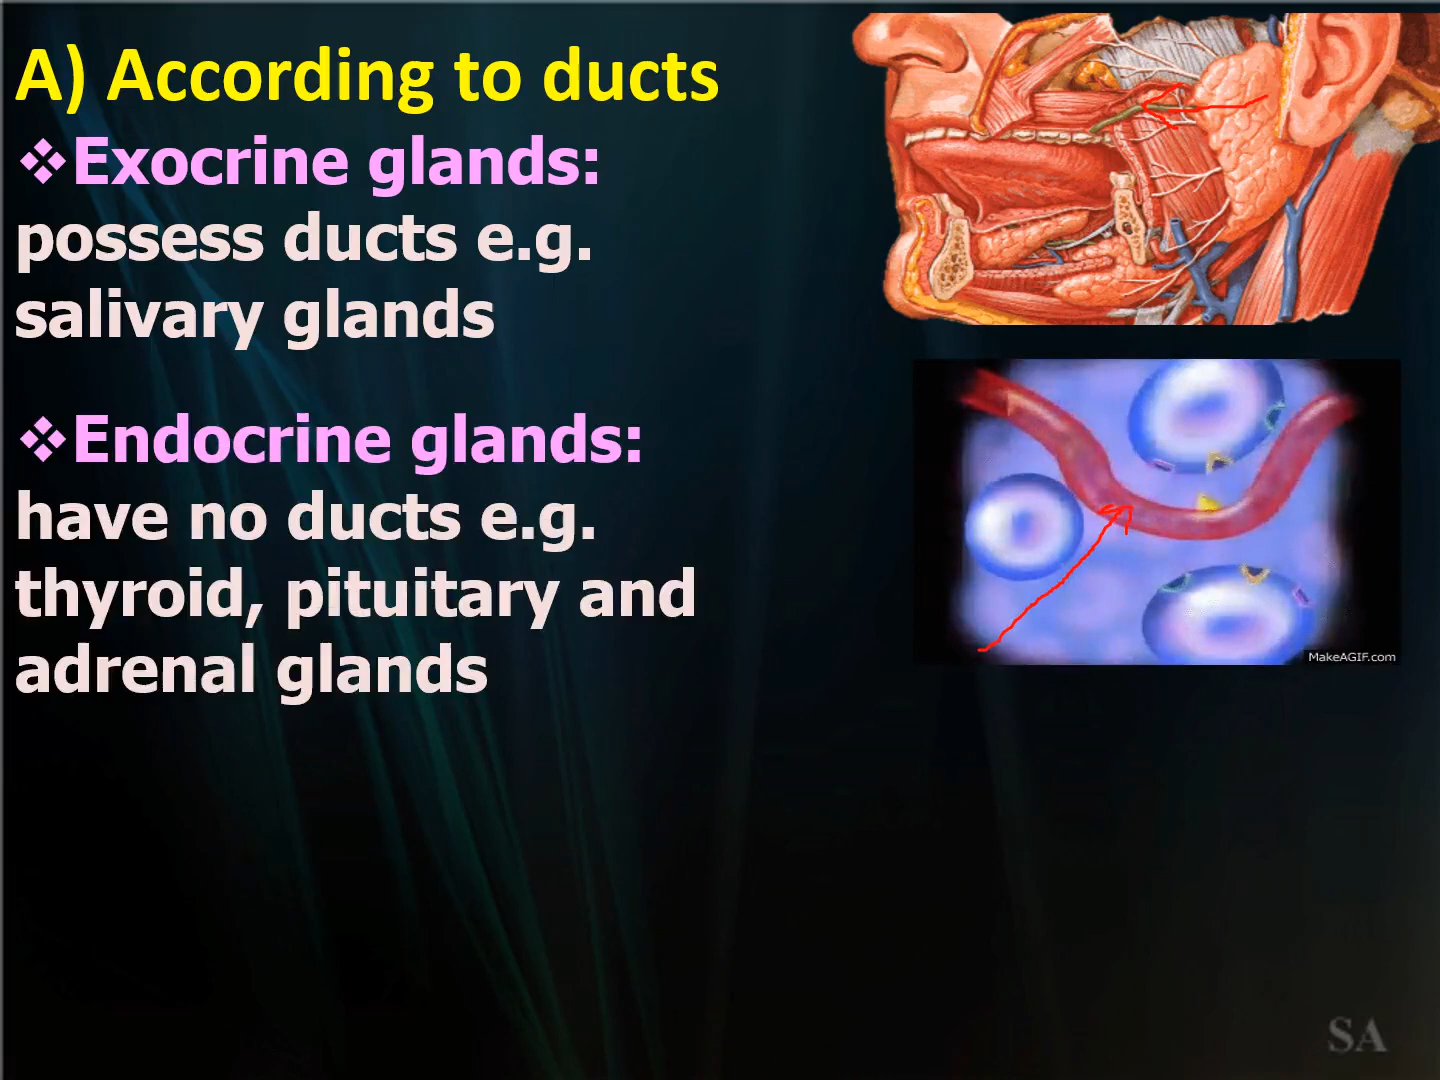 A) According to ducts
❖Exocrine glands:
possess ducts e.g.
salivary glands
❖Endocrine glands:
have no ducts e.g.
thyroid, pituitary and
adrenal glands
MakeAGIF.com
SA